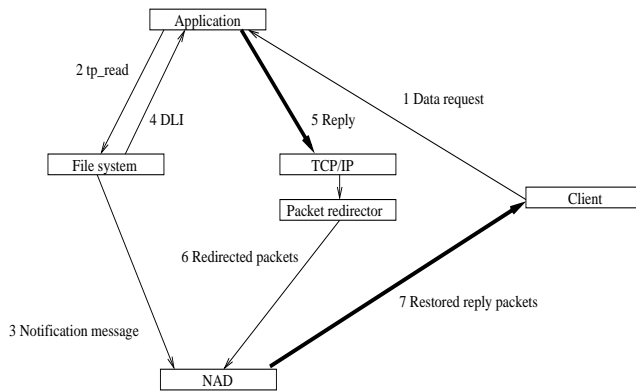 Application
2 tp_read
1 Data request
4 DLI
5 Reply
File system
TCP/IP
Client
Packet redirector
6 Redirected packets
7 Restored reply packets
3 Notification message
NAD